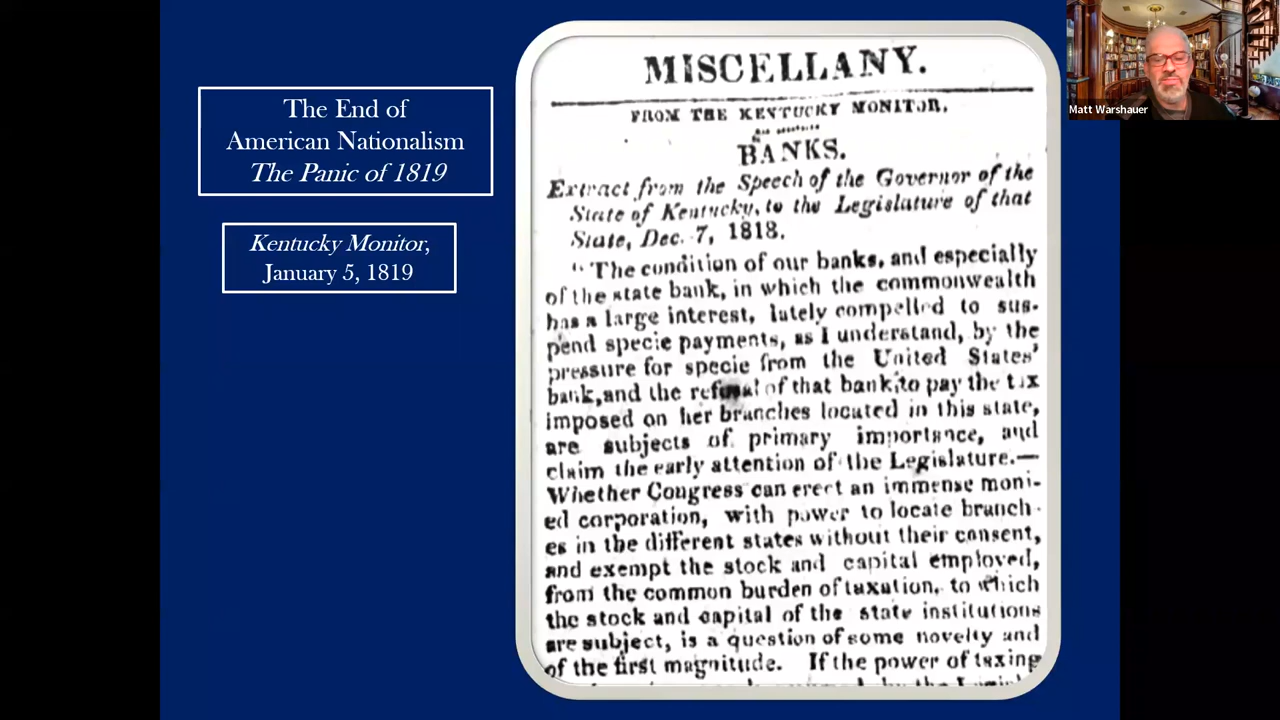 The End of
American Nationalism
The Panic of 1819
Kentucky Monitor,
January 5, 1819
MISCELLANY.
FROM THE KENTUCKY MONITOR.
BANKS.
Extract from the Speech of the Governor of the
State of Kentucky, to the Legislature of that
State, Dec. 7, 1818.
"The condition of our banks, and especially
of the state bank, in which the commonwealth
has a large interest, lately compelled to sus-
pend specie payments, as I understand, by the
pressure for specie from the United States'
bank, and the refusal of that bank, to pay the tax
imposed on her branches located in this state,
are subjects of primary importance, and
claim the early attention of the Legislature.—
Whether Congress can erect an immense moni-
ed corporation, with power to locate branch-
es in the different states without their consent,
and exempt the stock and capital employed,
from the common burden of taxation, to which
the stock and capital of the state institutions
are subject, is a question of some novelty and
of the first magnitude. If the power of taxing
Matt Warshauer